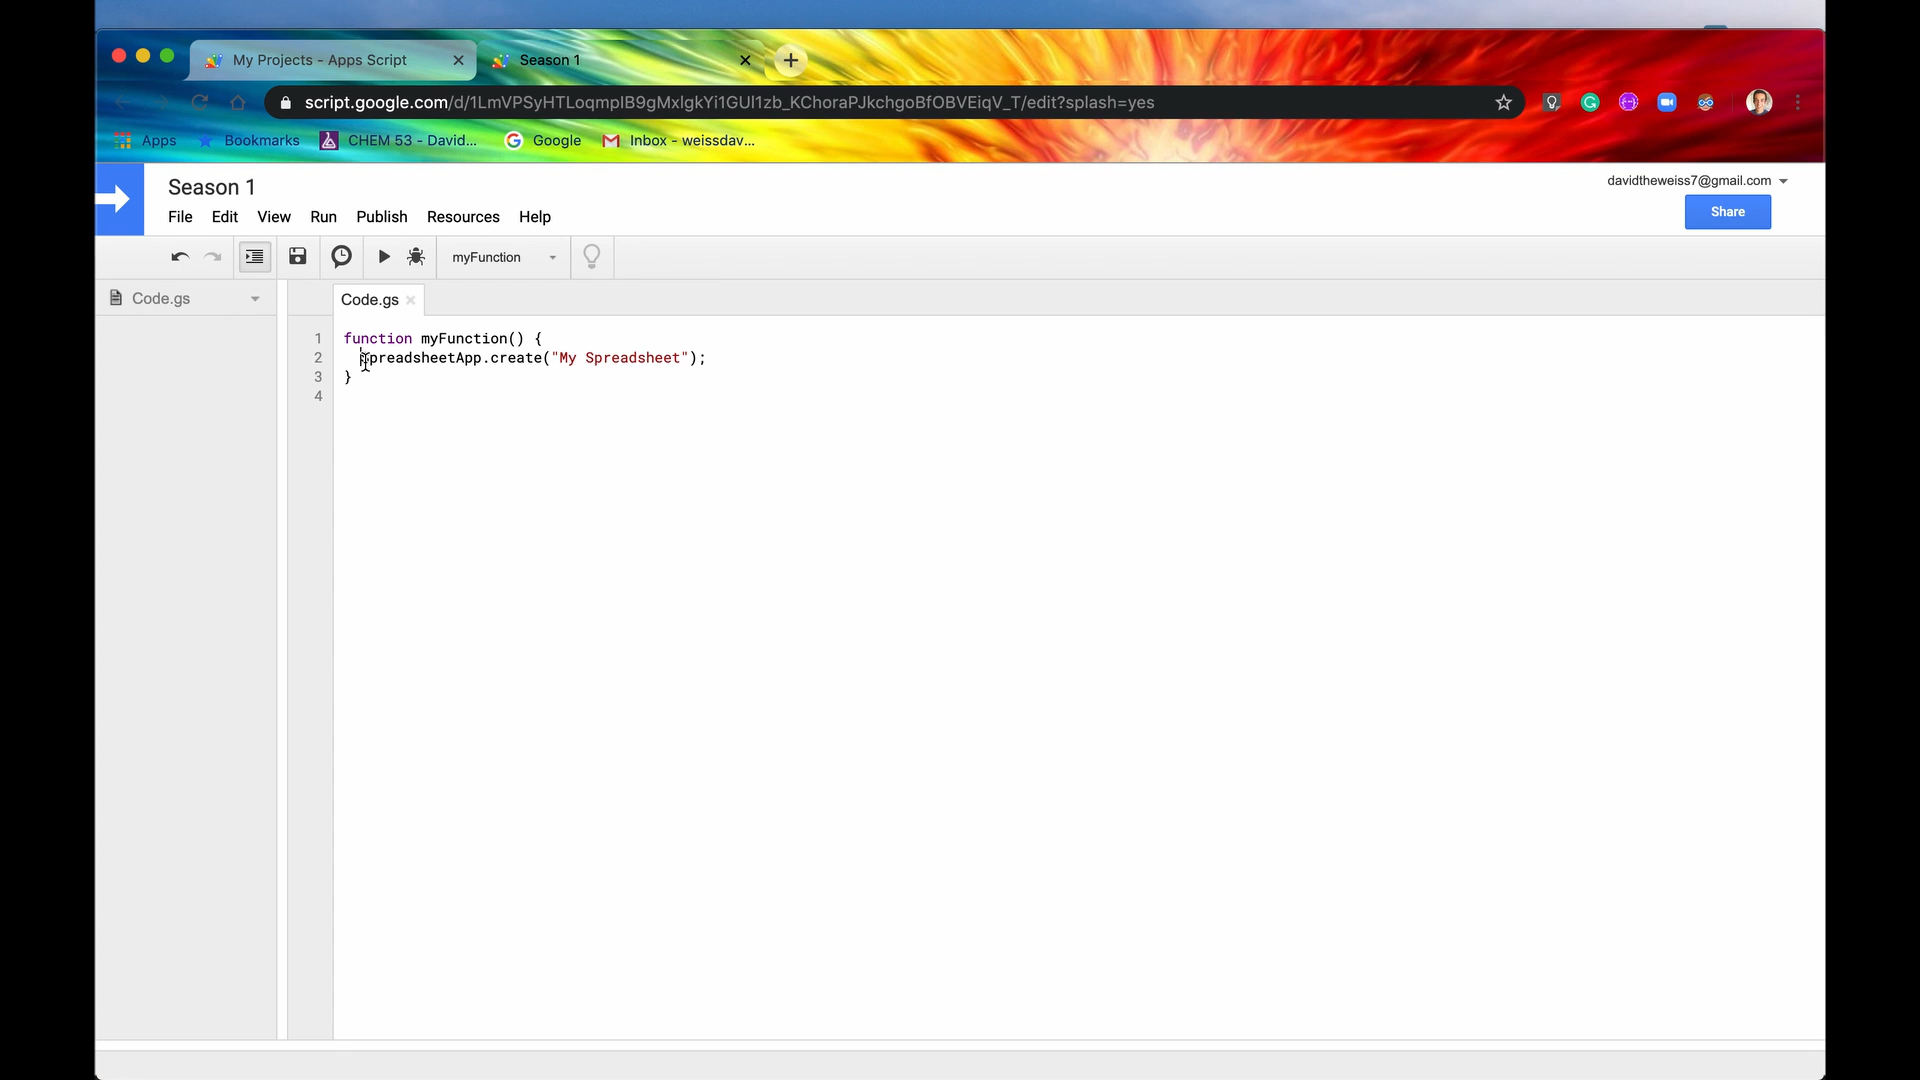 My Projects - Apps Script
Season 1
script.google.com/d/1LmVPSyHTLoqmpIB9gMxlgkYi1GUl1zb_KChoraPJkchgoBfOBVEiqV_T/edit?splash=yes
Apps Bookmarks CHEM 53 - David... Google Inbox - weissdav...
Season 1
davidtheweiss7@gmail.com
File Edit View Run Publish Resources Help
Share
myFunction
Code.gs
Code.gs
1 function myFunction() {
2 SpreadsheetApp.create("My Spreadsheet");
3 }
4